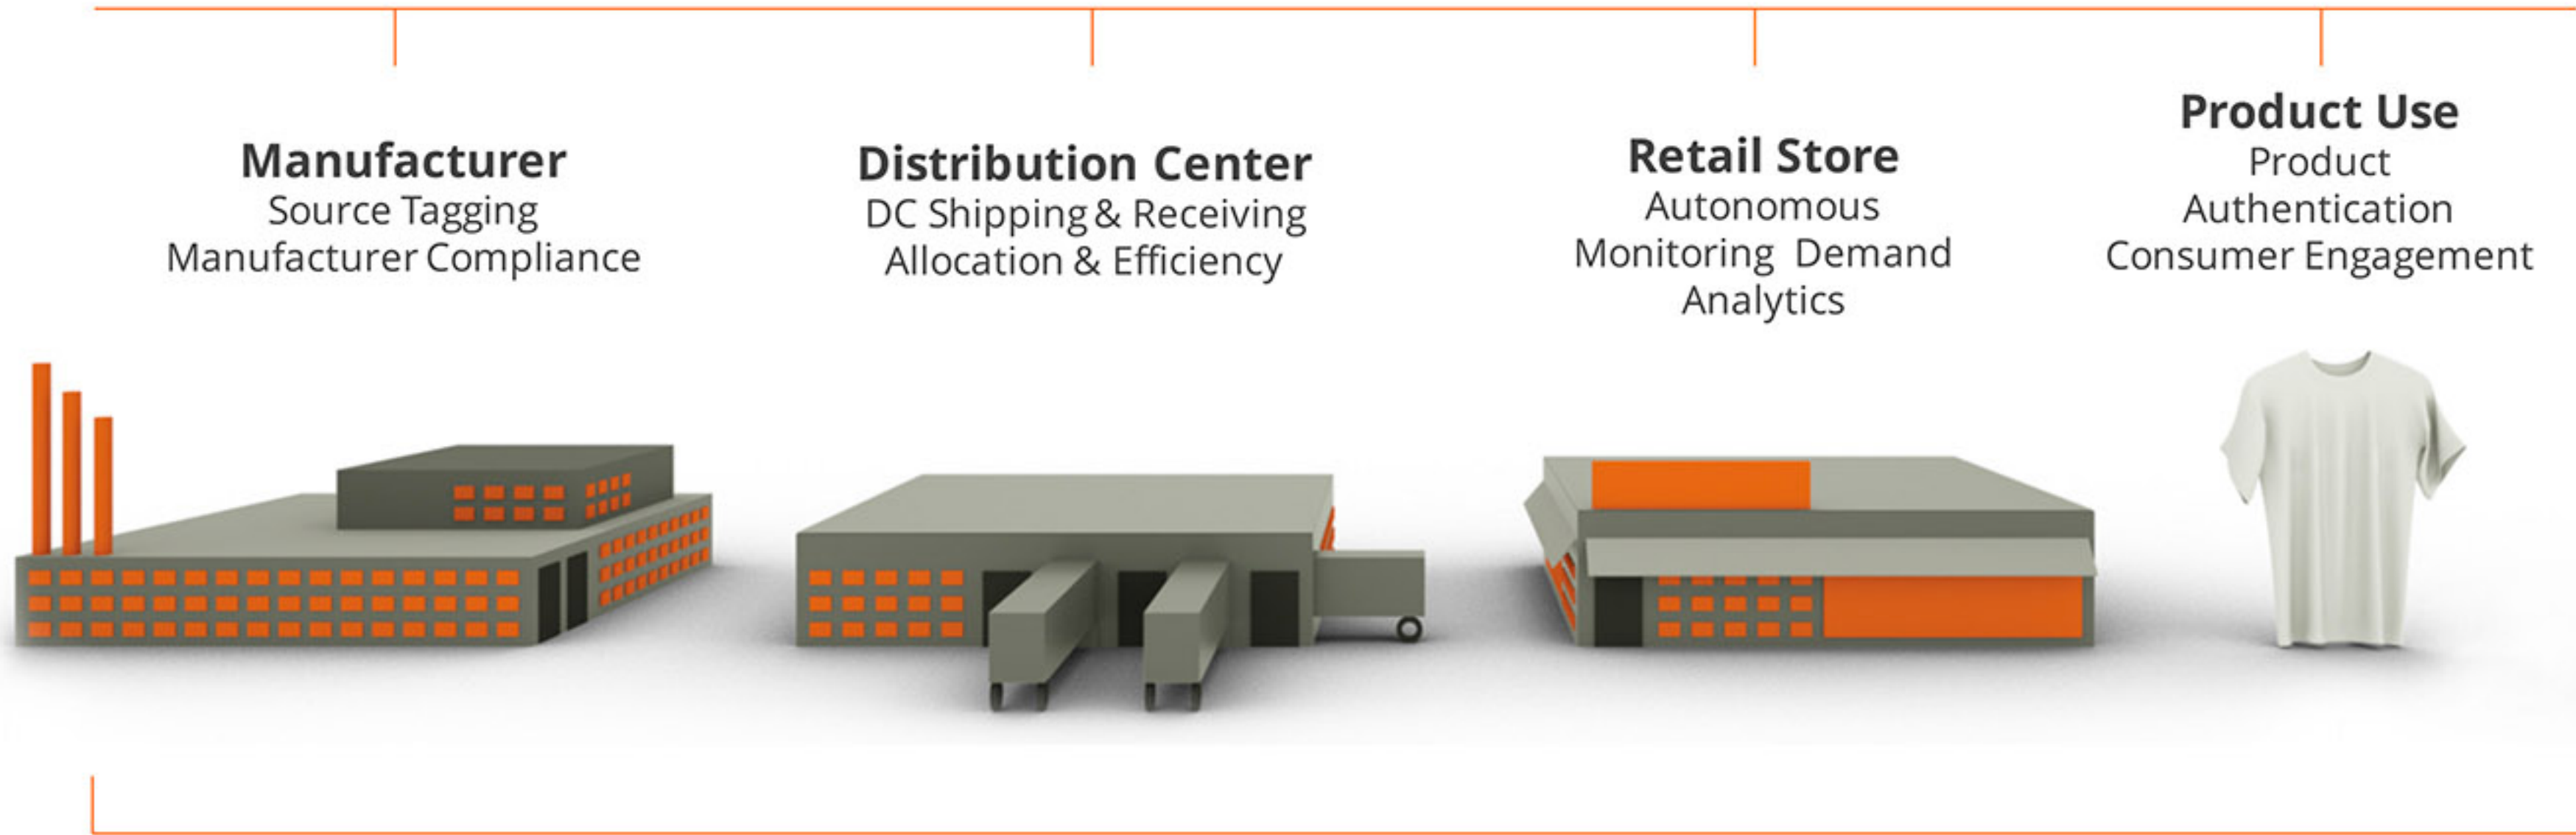 Manufacturer
Source Tagging
Manufacturer Compliance
Distribution Center
DC Shipping & Receiving
Allocation & Efficiency
Retail Store
Autonomous
Monitoring Demand
Analytics
Product Use
Product
Authentication
Consumer Engagement